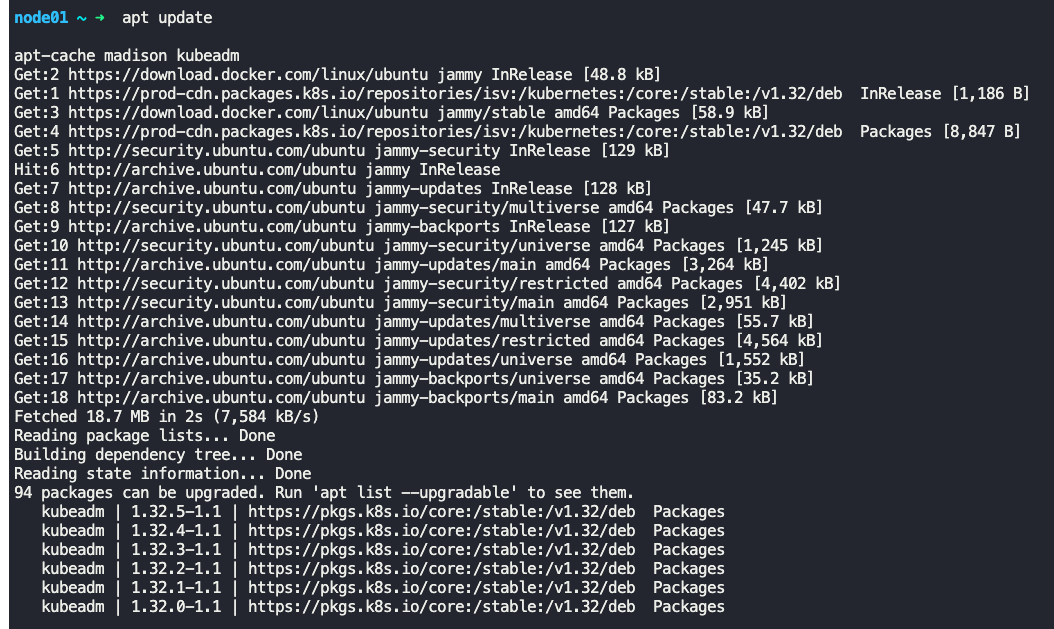 node01 ~ ➜  apt update

apt-cache madison kubeadm
Get:2 https://download.docker.com/linux/ubuntu jammy InRelease [48.8 kB]
Get:1 https://prod-cdn.packages.k8s.io/repositories/isv:/kubernetes:/core:/stable:/v1.32/deb  InRelease [1,186 B]
Get:3 https://download.docker.com/linux/ubuntu jammy/stable amd64 Packages [58.9 kB]
Get:4 https://prod-cdn.packages.k8s.io/repositories/isv:/kubernetes:/core:/stable:/v1.32/deb  Packages [8,847 B]
Get:5 http://security.ubuntu.com/ubuntu jammy-security InRelease [129 kB]
Hit:6 http://archive.ubuntu.com/ubuntu jammy InRelease
Get:7 http://archive.ubuntu.com/ubuntu jammy-updates InRelease [128 kB]
Get:8 http://security.ubuntu.com/ubuntu jammy-security/multiverse amd64 Packages [47.7 kB]
Get:9 http://archive.ubuntu.com/ubuntu jammy-backports InRelease [127 kB]
Get:10 http://security.ubuntu.com/ubuntu jammy-security/universe amd64 Packages [1,245 kB]
Get:11 http://archive.ubuntu.com/ubuntu jammy-updates/main amd64 Packages [3,264 kB]
Get:12 http://security.ubuntu.com/ubuntu jammy-security/restricted amd64 Packages [4,402 kB]
Get:13 http://security.ubuntu.com/ubuntu jammy-security/main amd64 Packages [2,951 kB]
Get:14 http://archive.ubuntu.com/ubuntu jammy-updates/multiverse amd64 Packages [55.7 kB]
Get:15 http://archive.ubuntu.com/ubuntu jammy-updates/restricted amd64 Packages [4,564 kB]
Get:16 http://archive.ubuntu.com/ubuntu jammy-updates/universe amd64 Packages [1,552 kB]
Get:17 http://archive.ubuntu.com/ubuntu jammy-backports/universe amd64 Packages [35.2 kB]
Get:18 http://archive.ubuntu.com/ubuntu jammy-backports/main amd64 Packages [83.2 kB]
Fetched 18.7 MB in 2s (7,584 kB/s)
Reading package lists... Done
Building dependency tree... Done
Reading state information... Done
94 packages can be upgraded. Run 'apt list --upgradable' to see them.
   kubeadm | 1.32.5-1.1 | https://pkgs.k8s.io/core:/stable:/v1.32/deb  Packages
   kubeadm | 1.32.4-1.1 | https://pkgs.k8s.io/core:/stable:/v1.32/deb  Packages
   kubeadm | 1.32.3-1.1 | https://pkgs.k8s.io/core:/stable:/v1.32/deb  Packages
   kubeadm | 1.32.2-1.1 | https://pkgs.k8s.io/core:/stable:/v1.32/deb  Packages
   kubeadm | 1.32.1-1.1 | https://pkgs.k8s.io/core:/stable:/v1.32/deb  Packages
   kubeadm | 1.32.0-1.1 | https://pkgs.k8s.io/core:/stable:/v1.32/deb  Packages